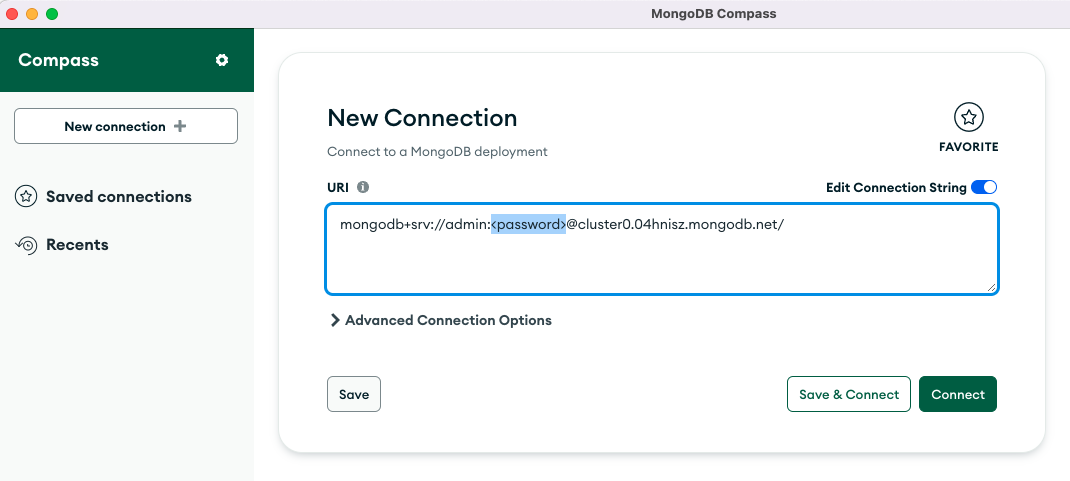 MongoDB Compass
Compass
New connection
Saved connections
Recents
New Connection
Connect to a MongoDB deployment
FAVORITE
URI
Edit Connection String
mongodb+srv://admin:<password>@cluster0.04hnisz.mongodb.net/
Advanced Connection Options
Save
Save & Connect
Connect